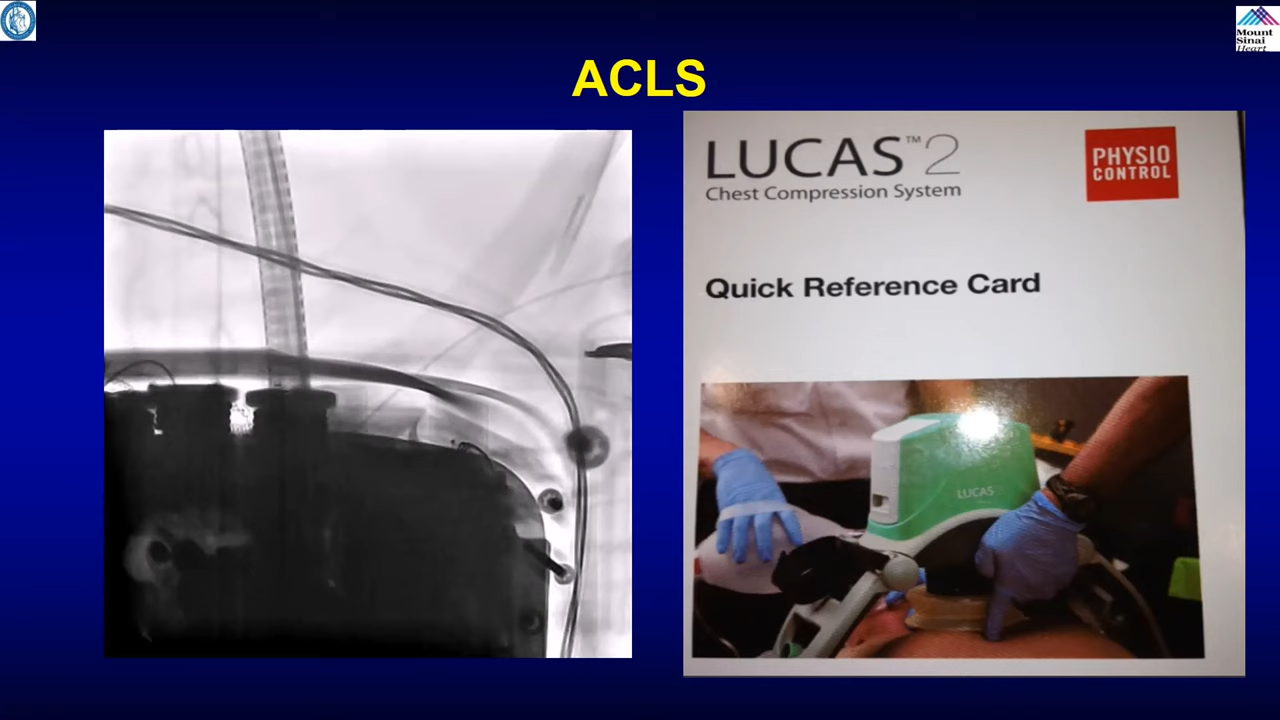 Mount
Sinai
Heart
ACLS
LUCAS™2
Chest Compression System
PHYSIO
CONTROL
Quick Reference Card
LUCAS